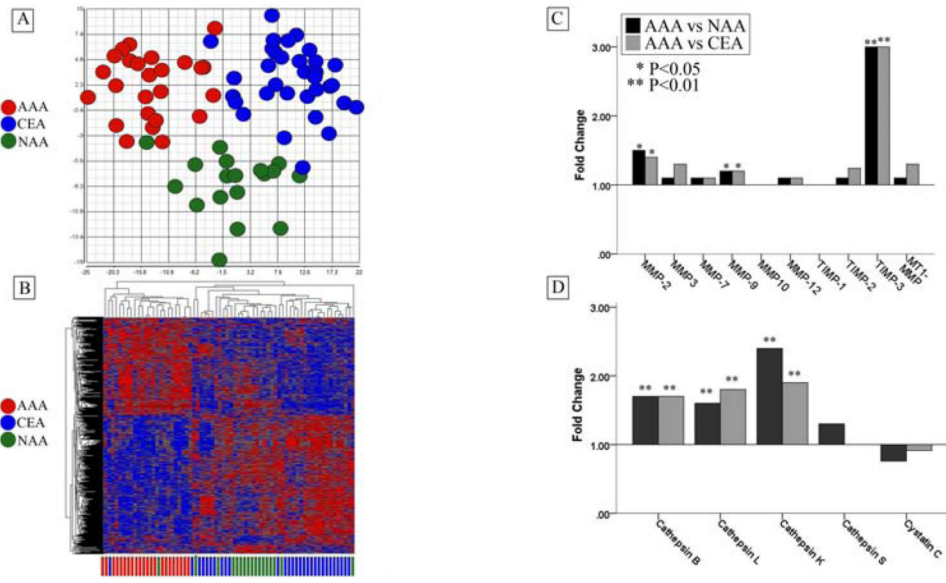 A
AAA
CEA
NAA
B
AAA
CEA
NAA
C
AAA vs NAA
AAA vs CEA
* P<0.05
** P<0.01
Fold Change
3.00
2.00
1.00
.00
* *
* *
** **
MMP-2
MMP3
MMP-7
MMP-9
MMP10
MMP-12
TIMP-1
TIMP-2
TIMP-3
MT1-
MMP
D
Fold Change
3.00
2.00
1.00
.00
** **
** **
** **
Cathepsin B
Cathepsin L
Cathepsin K
Cathepsin S
Cystatin C